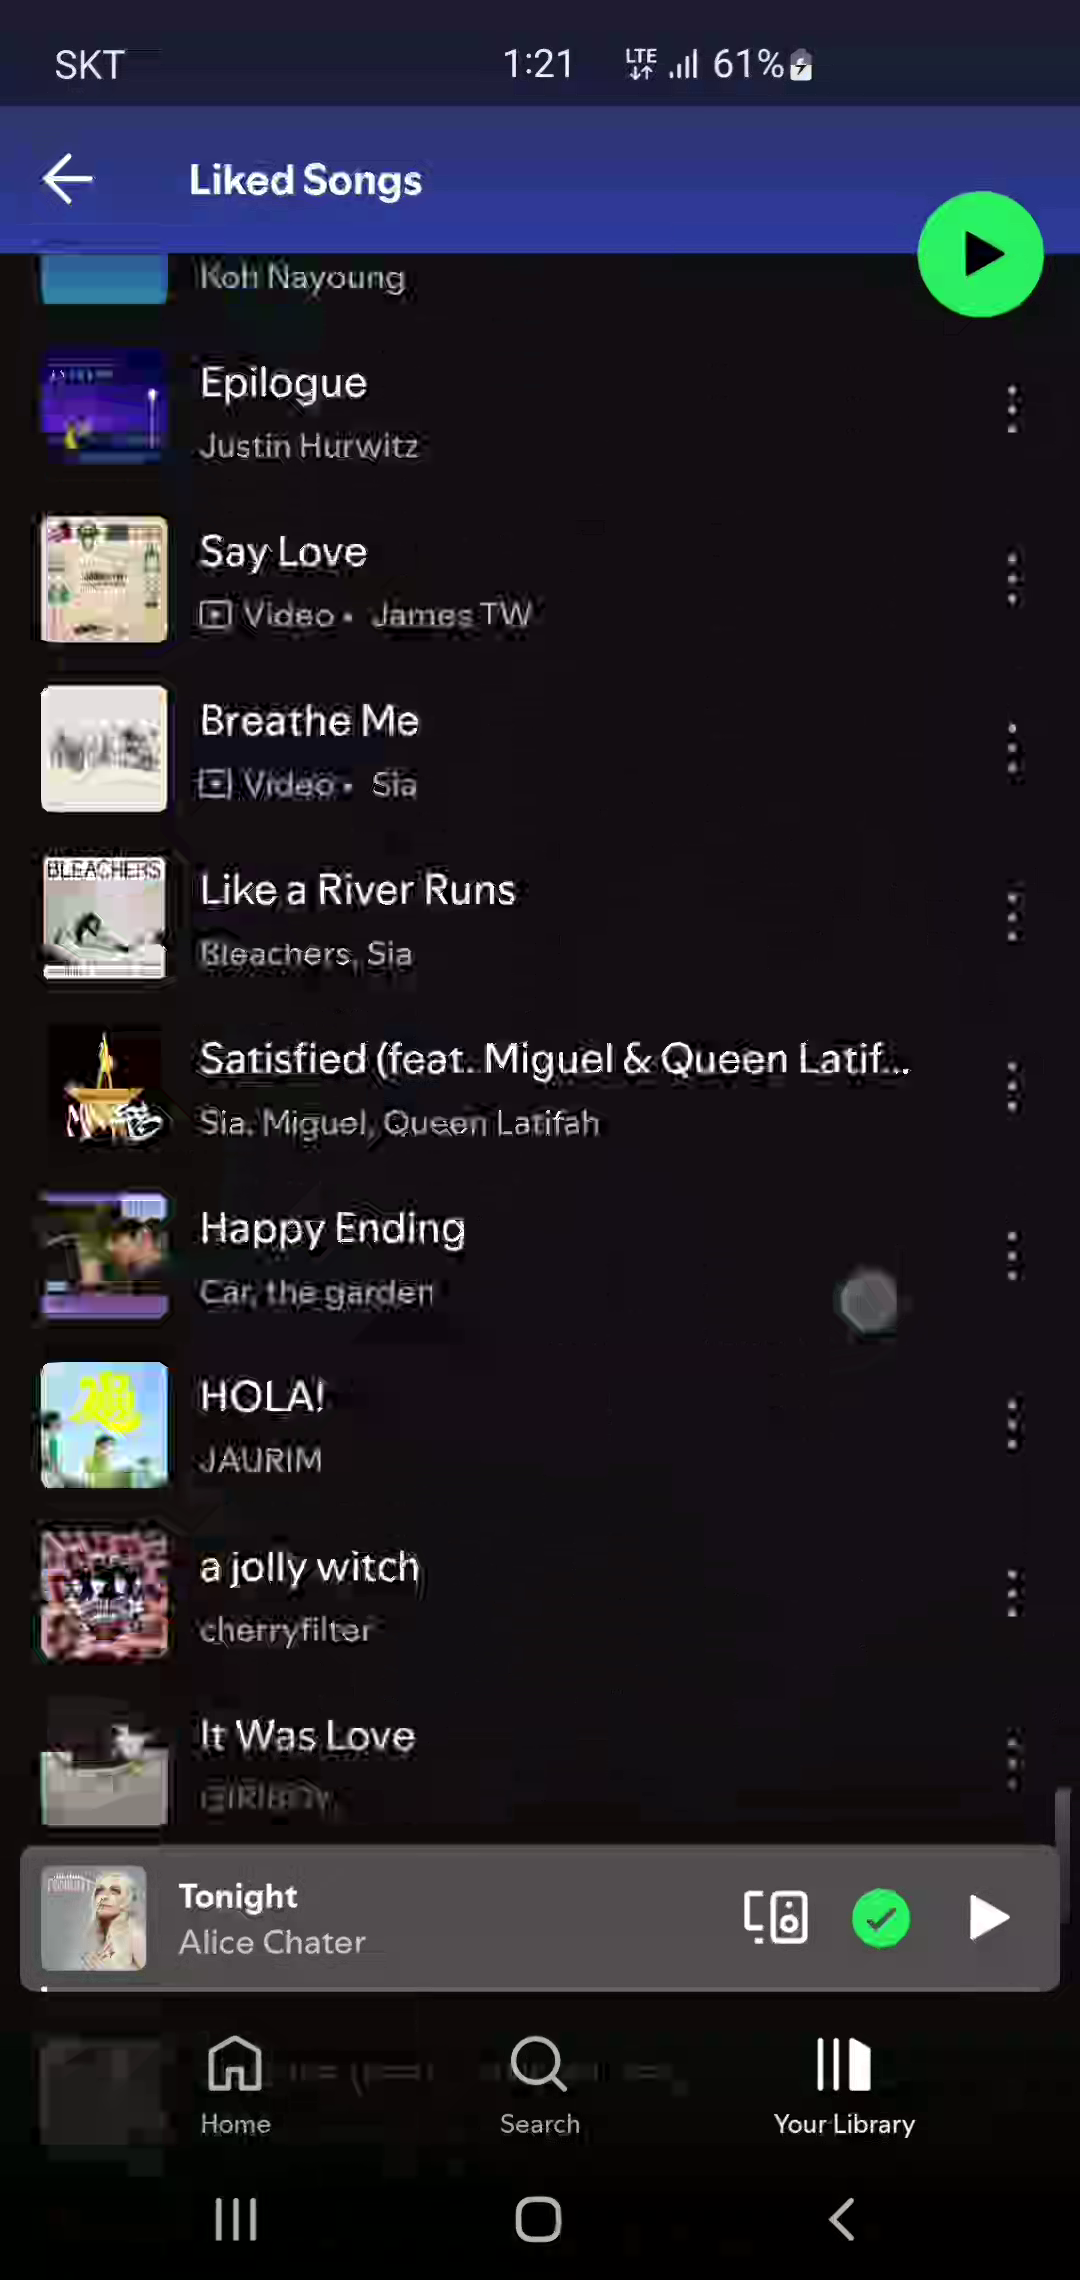 SKT 1:21 LTE 61%
Liked Songs
Koh Nayoung
Epilogue
Justin Hurwitz
Say Love
Video • James TW
Breathe Me
Video • Sia
BLEACHERS
Like a River Runs
Bleachers, Sia
Satisfied (feat. Miguel & Queen Latif...
Sia, Miguel, Queen Latifah
Happy Ending
Car, the garden
HOLA!
JAURIM
a jolly witch
cherryfilter
It Was Love
GIRIBOY
Tonight
Alice Chater
Home
Search
Your Library